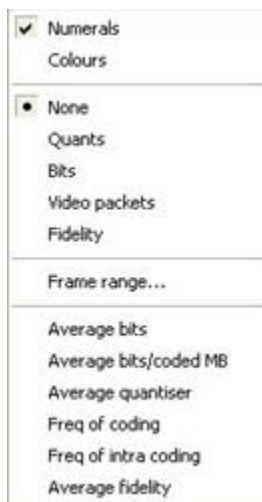 Numerals
Colours
None
Quants
Bits
Video packets
Fidelity
Frame range...
Average bits
Average bits/coded MB
Average quantiser
Freq of coding
Freq of intra coding
Average fidelity